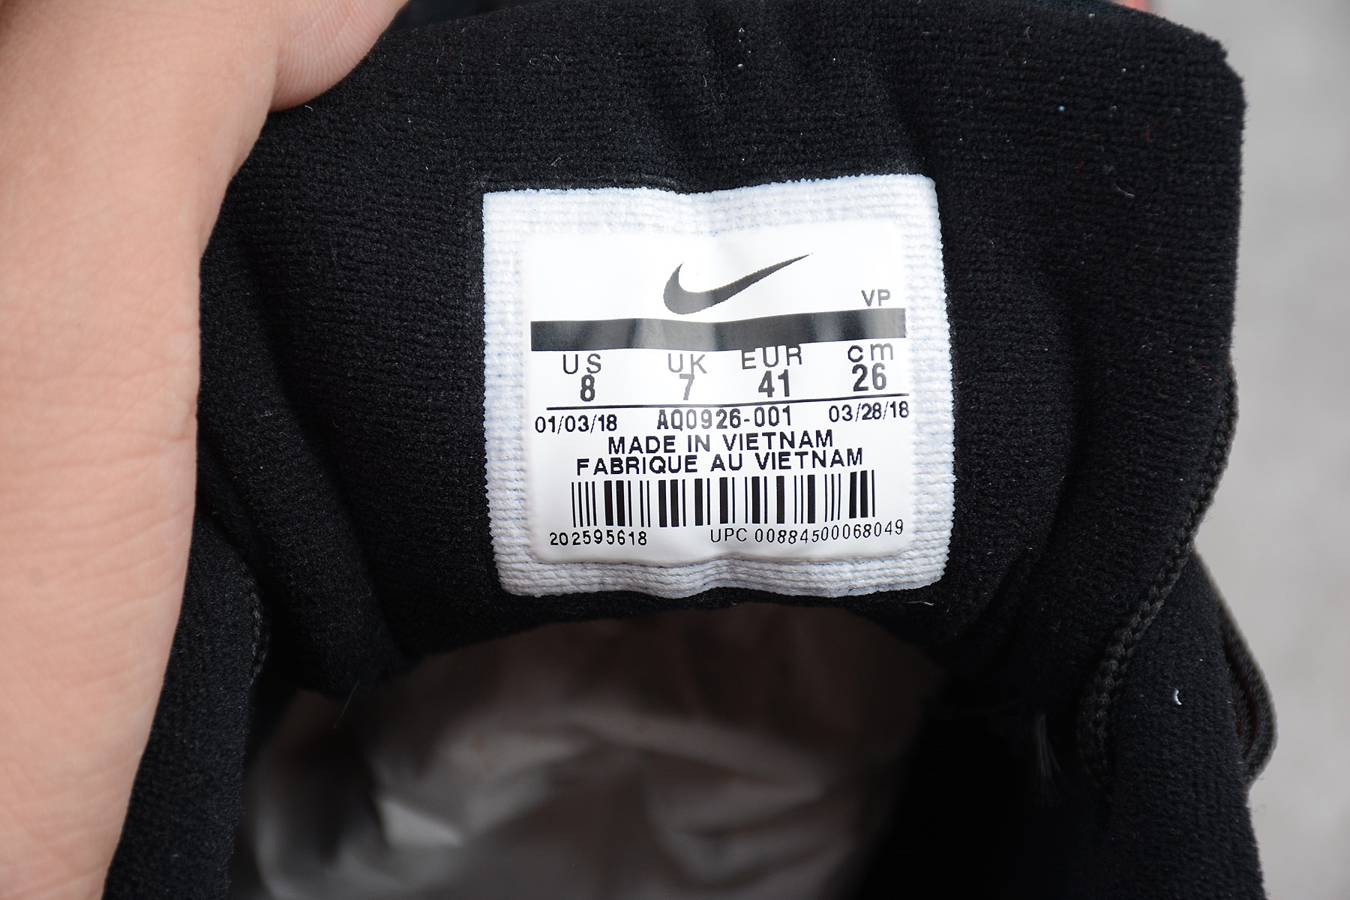 VP
US UK EUR cm
8 7 41 26
01/03/18 AQ0926-001 03/28/18
MADE IN VIETNAM
FABRIQUE AU VIETNAM
202595618 UPC 00884500068049